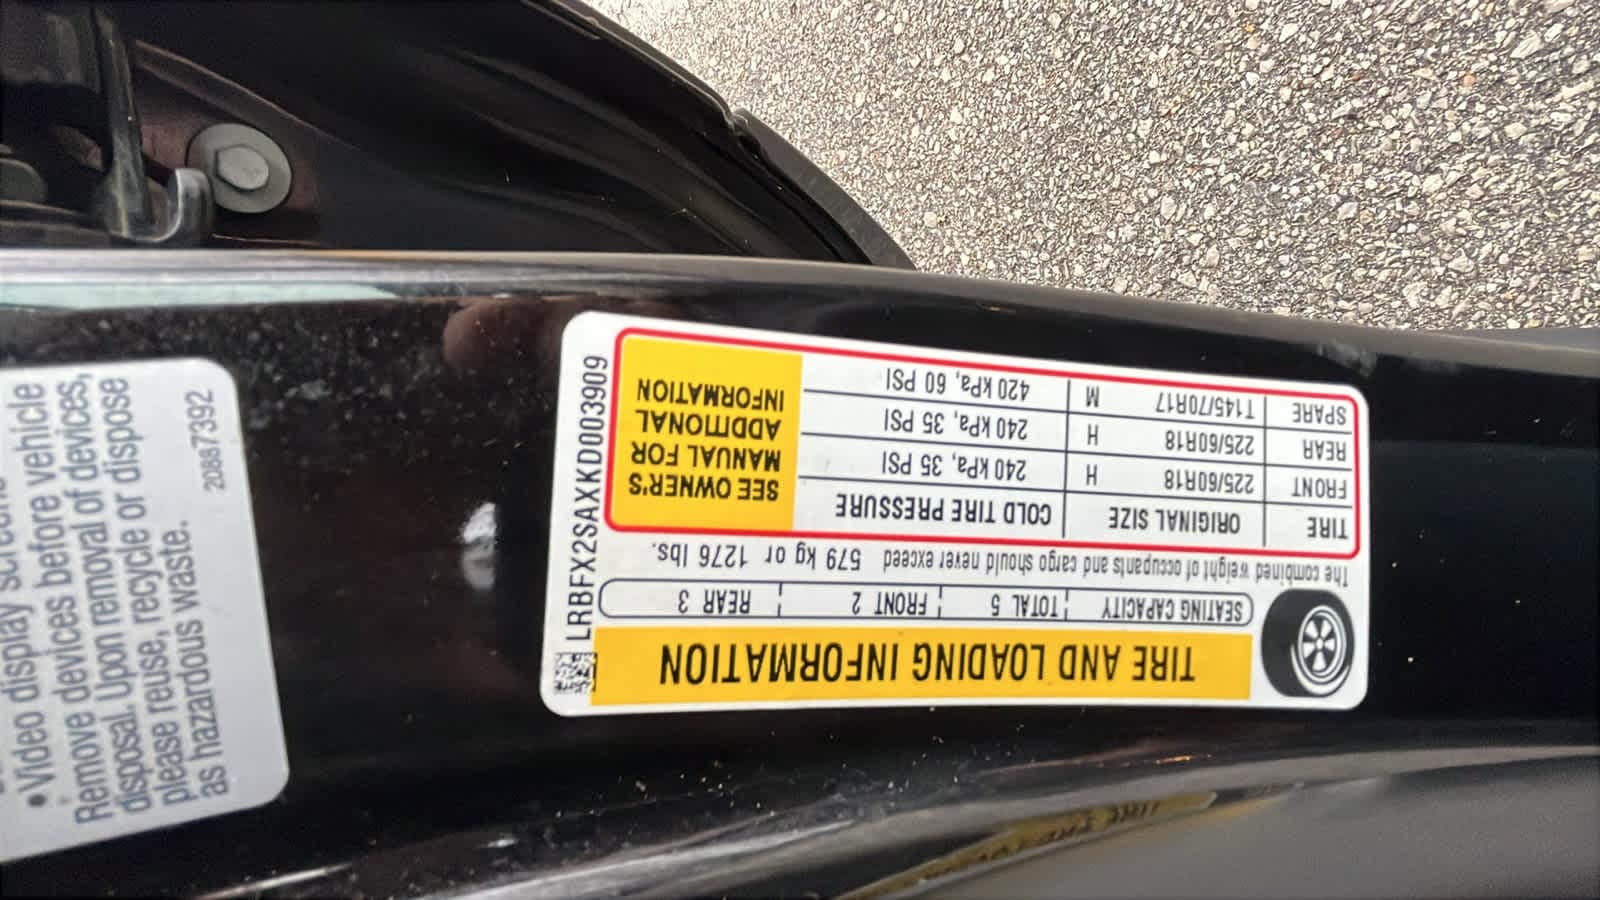 TIRE AND LOADING INFORMATION
SEATING CAPACITY TOTAL 5 FRONT 2 REAR 3
The combined weight of occupants and cargo should never exceed 579 kg or 1276 lbs.
TIRE ORIGINAL SIZE COLD TIRE PRESSURE
FRONT 225/60R18 H 240 kPa, 35 PSI
REAR 225/60R18 H 240 kPa, 35 PSI
SPARE T145/70R17 M 420 kPa, 60 PSI
SEE OWNER'S
MANUAL FOR
ADDITIONAL
INFORMATION
LRBFX2SAXKD003909
• Video display screens
Remove devices before vehicle
disposal. Upon removal of devices,
please reuse, recycle or dispose
as hazardous waste.
20887392